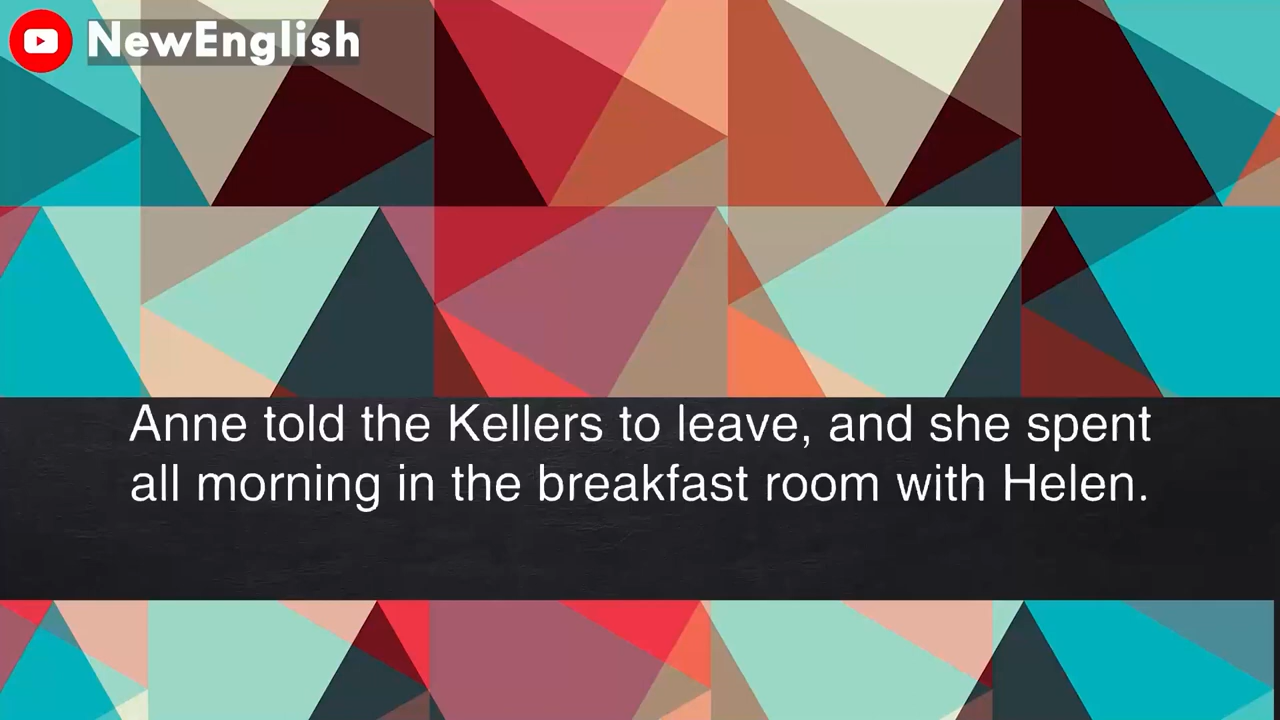 NewEnglish
Anne told the Kellers to leave, and she spent
all morning in the breakfast room with Helen.